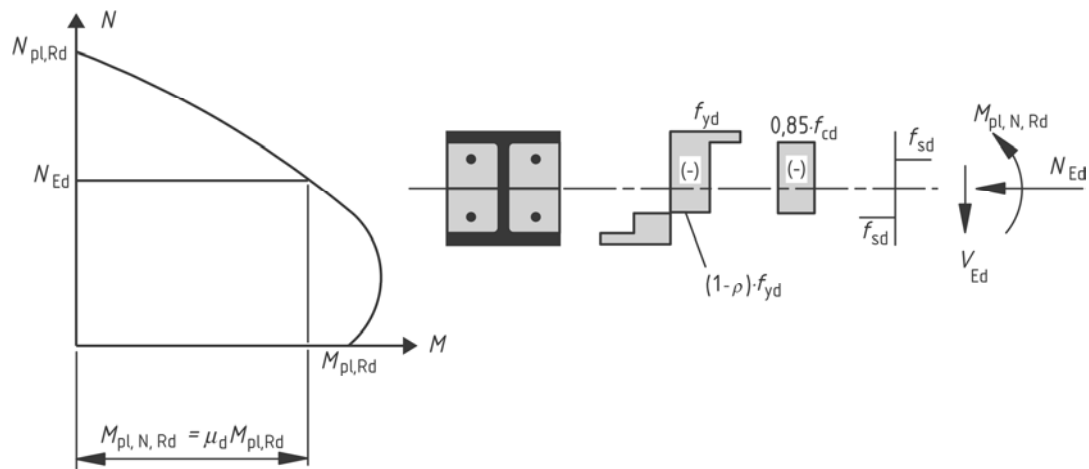 N
N_pl,Rd
N_Ed
M_pl,Rd
M
M_pl, N, Rd = μ_d M_pl,Rd
f_yd
(-)
(1-ρ)·f_yd
0,85·f_cd
(-)
f_sd
f_sd
M_pl, N, Rd
N_Ed
V_Ed